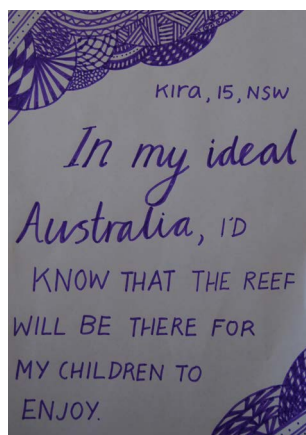 Kira, 15, NSW
In my ideal
Australia, I'D
KNOW THAT THE REEF
WILL BE THERE FOR
MY CHILDREN TO
ENJOY.